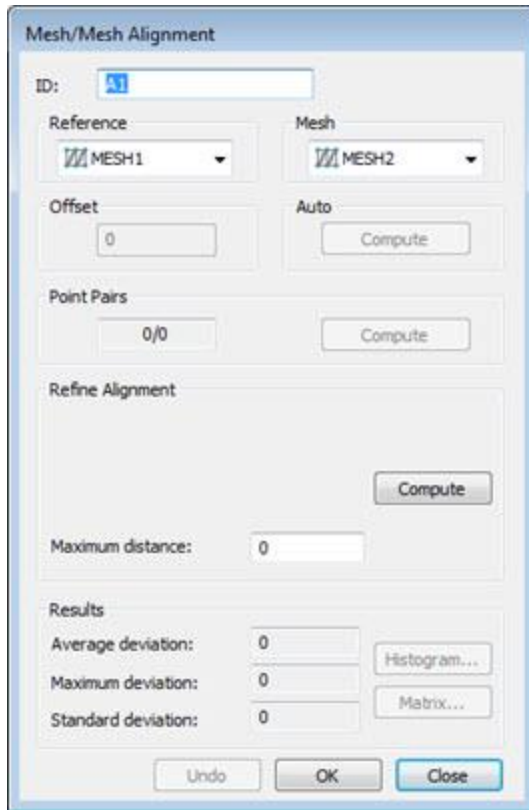 Mesh/Mesh Alignment
ID: A1
Reference Mesh
MESH1 MESH2
Offset Auto
0 Compute
Point Pairs
0/0 Compute
Refine Alignment
Compute
Maximum distance: 0
Results
Average deviation: 0
Histogram...
Maximum deviation: 0
Matrix...
Standard deviation: 0
Undo OK Close